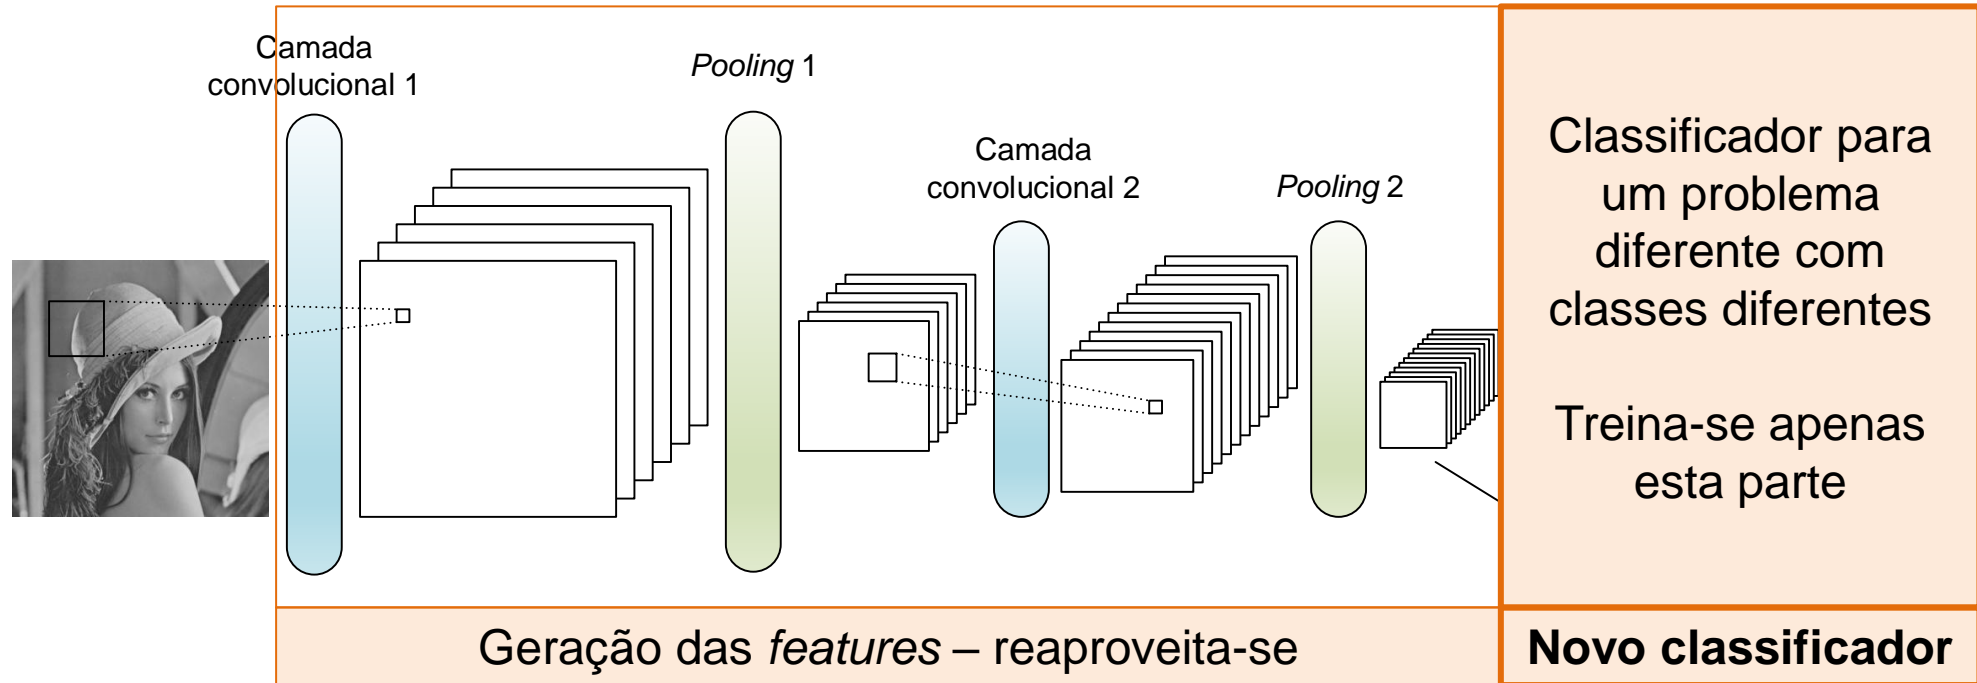 Camada
convolucional 1
Pooling 1
Camada
convolucional 2
Pooling 2
Classificador para
um problema
diferente com
classes diferentes
Treina-se apenas
esta parte
Geração das features – reaproveita-se
Novo classificador